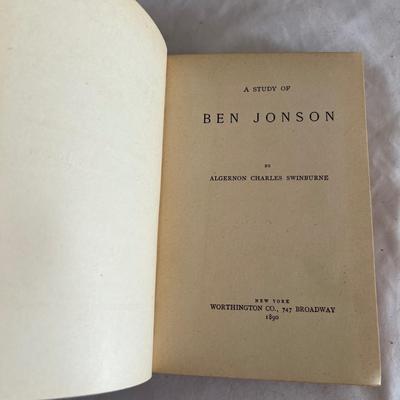 A STUDY OF
BEN JONSON
BY
ALGERNON CHARLES SWINBURNE
NEW YORK
WORTHINGTON CO., 747 BROADWAY
1890